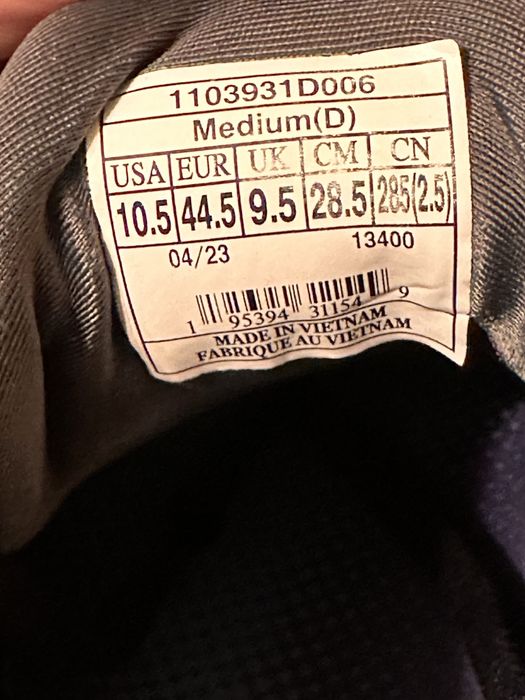 1103931D006
Medium(D)
USA EUR UK CM CN
10.5 44.5 9.5 28.5 285(2.5)
04/23 13400
1 95394 31154 9
MADE IN VIETNAM
FABRIQUE AU VIETNAM